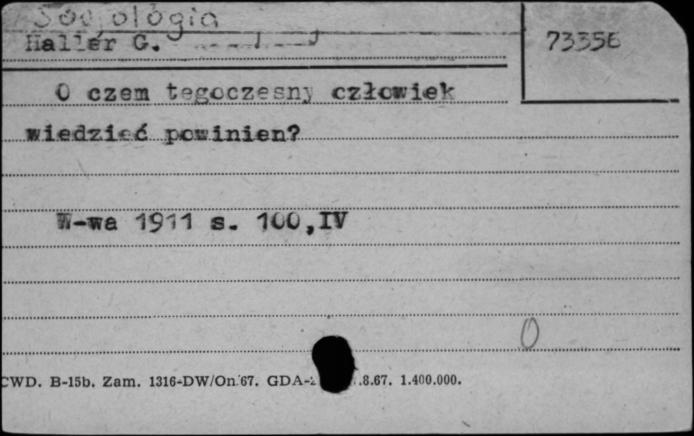 Socjologia
Haller G.
73356
O czem tegoczesny człowiek
wiedzieć powinien?
W-wa 1911 s. 100,IV
0
CWD. B-15b. Zam. 1316-DW/On.67. GDA- .8.67. 1.400.000.